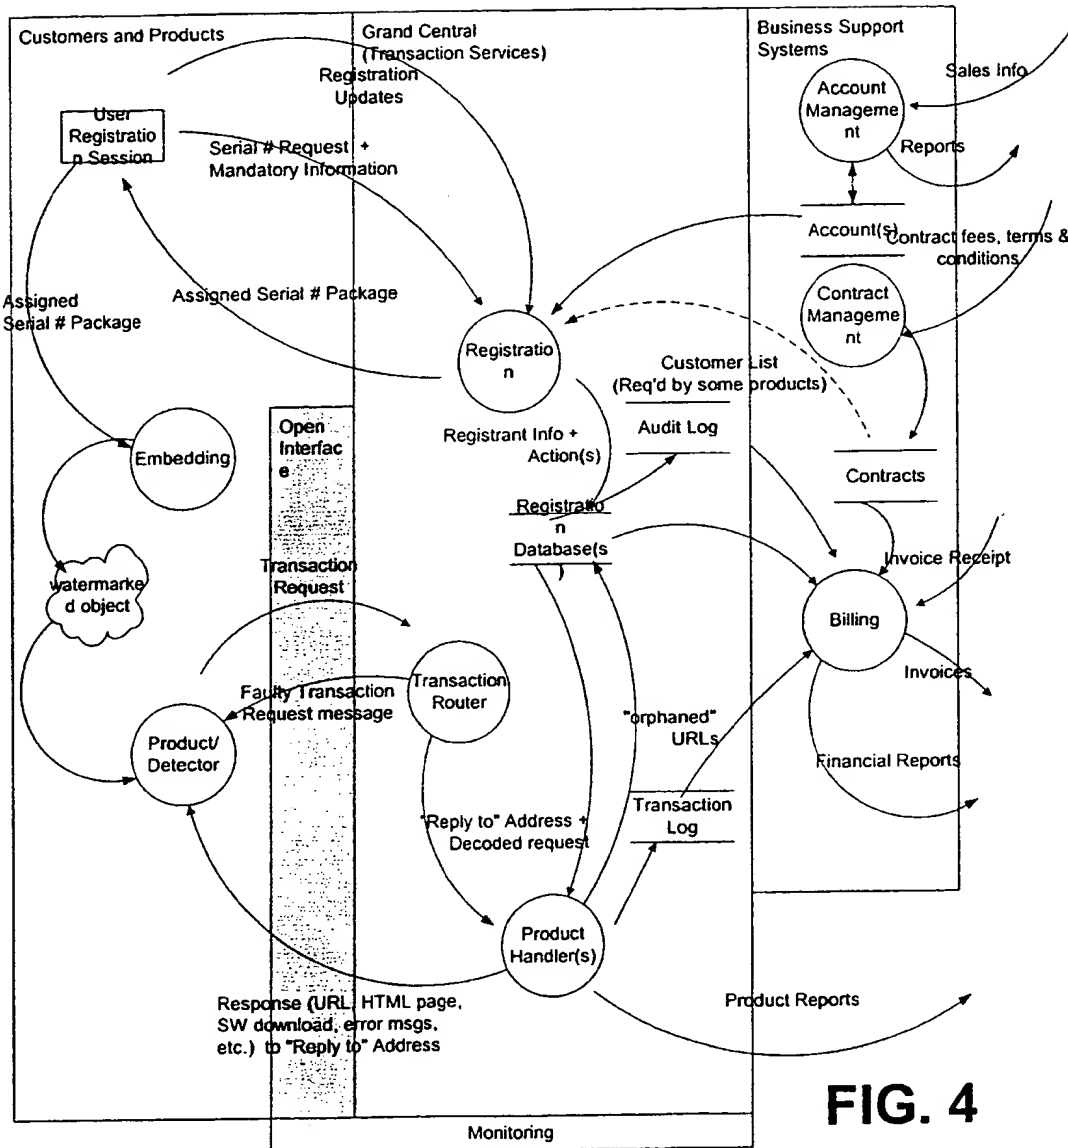 Customers and Products
Grand Central
(Transaction Services)
Business Support
Systems
Registration
Updates
Account
Manageme
nt
Sales Info
User
Registratio
n Session
Serial # Request +
Mandatory Information
Reports
Account(s)
Contract fees, terms &
conditions
Assigned
Serial # Package
Assigned Serial # Package
Contract
Manageme
nt
Registratio
n
Customer List
(Req'd by some products)
Embedding
Open
Interfac
e
Registrant Info +
Action(s)
Audit Log
Contracts
Registratio
n
Database(s
)
watermarke
d object
Transaction
Request
Invoice Receipt
Billing
Faulty Transaction
Request message
Transaction
Router
Invoices
"orphaned"
URLs
Product/
Detector
Financial Reports
"Reply to" Address +
Decoded request
Transaction
Log
Product
Handler(s)
Response (URL, HTML page,
SW download, error msgs,
etc.) to "Reply to" Address
Product Reports
FIG. 4
Monitoring